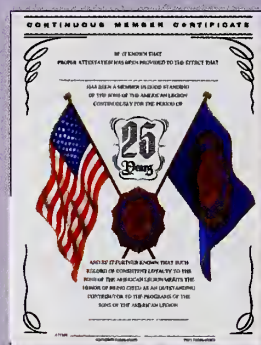 CONTINUOUS MEMBER CERTIFICATE
BE IT KNOWN THAT
PROPER ATTESTATION HAS BEEN PROVIDED TO THE EFFECT THAT
HAS BEEN A MEMBER IN GOOD STANDING
OF THE SONS OF THE AMERICAN LEGION
CONTINUOUSLY FOR THE PERIOD OF
25
Years
AND BE IT FURTHER KNOWN THAT SUCH
RECORD OF CONSISTENT LOYALTY TO THE
SONS OF THE AMERICAN LEGION MERITS THE
HONOR OF BEING CITED AS AN OUTSTANDING
CONTRIBUTOR TO THE PROGRAMS OF THE
SONS OF THE AMERICAN LEGION